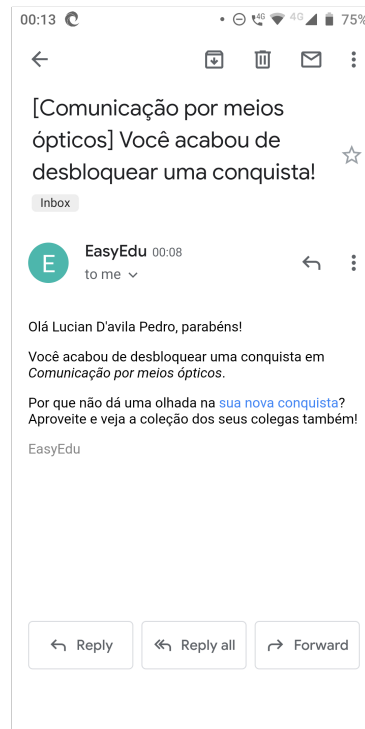 00:13
4G
4G
75%
[Comunicação por meios
ópticos] Você acabou de
desbloquear uma conquista!
Inbox
E
EasyEdu 00:08
to me
Olá Lucian D'avila Pedro, parabéns!
Você acabou de desbloquear uma conquista em
Comunicação por meios ópticos.
Por que não dá uma olhada na sua nova conquista?
Aproveite e veja a coleção dos seus colegas também!
EasyEdu
Reply
Reply all
Forward